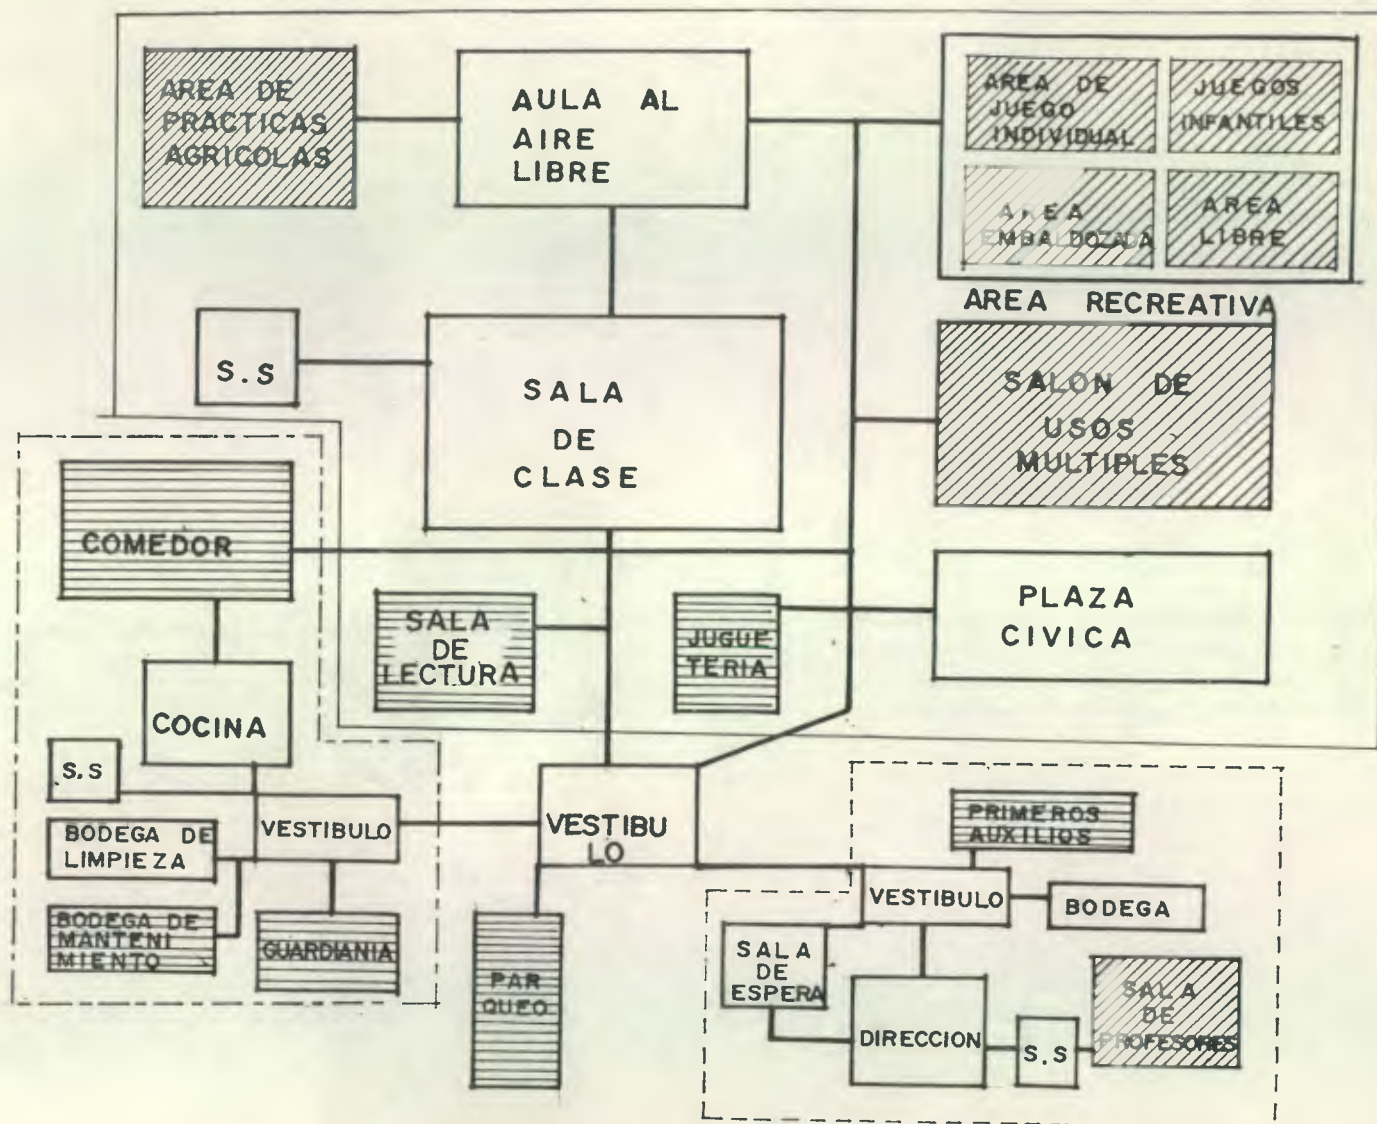 AREA DE
PRACTICAS
AGRICOLAS
AULA AL
AIRE
LIBRE
AREA DE
JUEGO
INDIVIDUAL
JUEGOS
INFANTILES
AREA
EMBALDOZADA
AREA
LIBRE
AREA RECREATIVA
S.S
SALA
DE
CLASE
SALON DE
USOS
MULTIPLES
COMEDOR
SALA
DE
LECTURA
JUGUE
TERIA
PLAZA
CIVICA
COCINA
S.S
BODEGA DE
LIMPIEZA
VESTIBULO
VESTIBU
LO
BODEGA DE
MANTENI
MIENTO
GUARDIANIA
PAR
QUEO
PRIMEROS
AUXILIOS
VESTIBULO
BODEGA
SALA
DE
ESPERA
DIRECCION
S.S
SALA
DE
PROFESORES